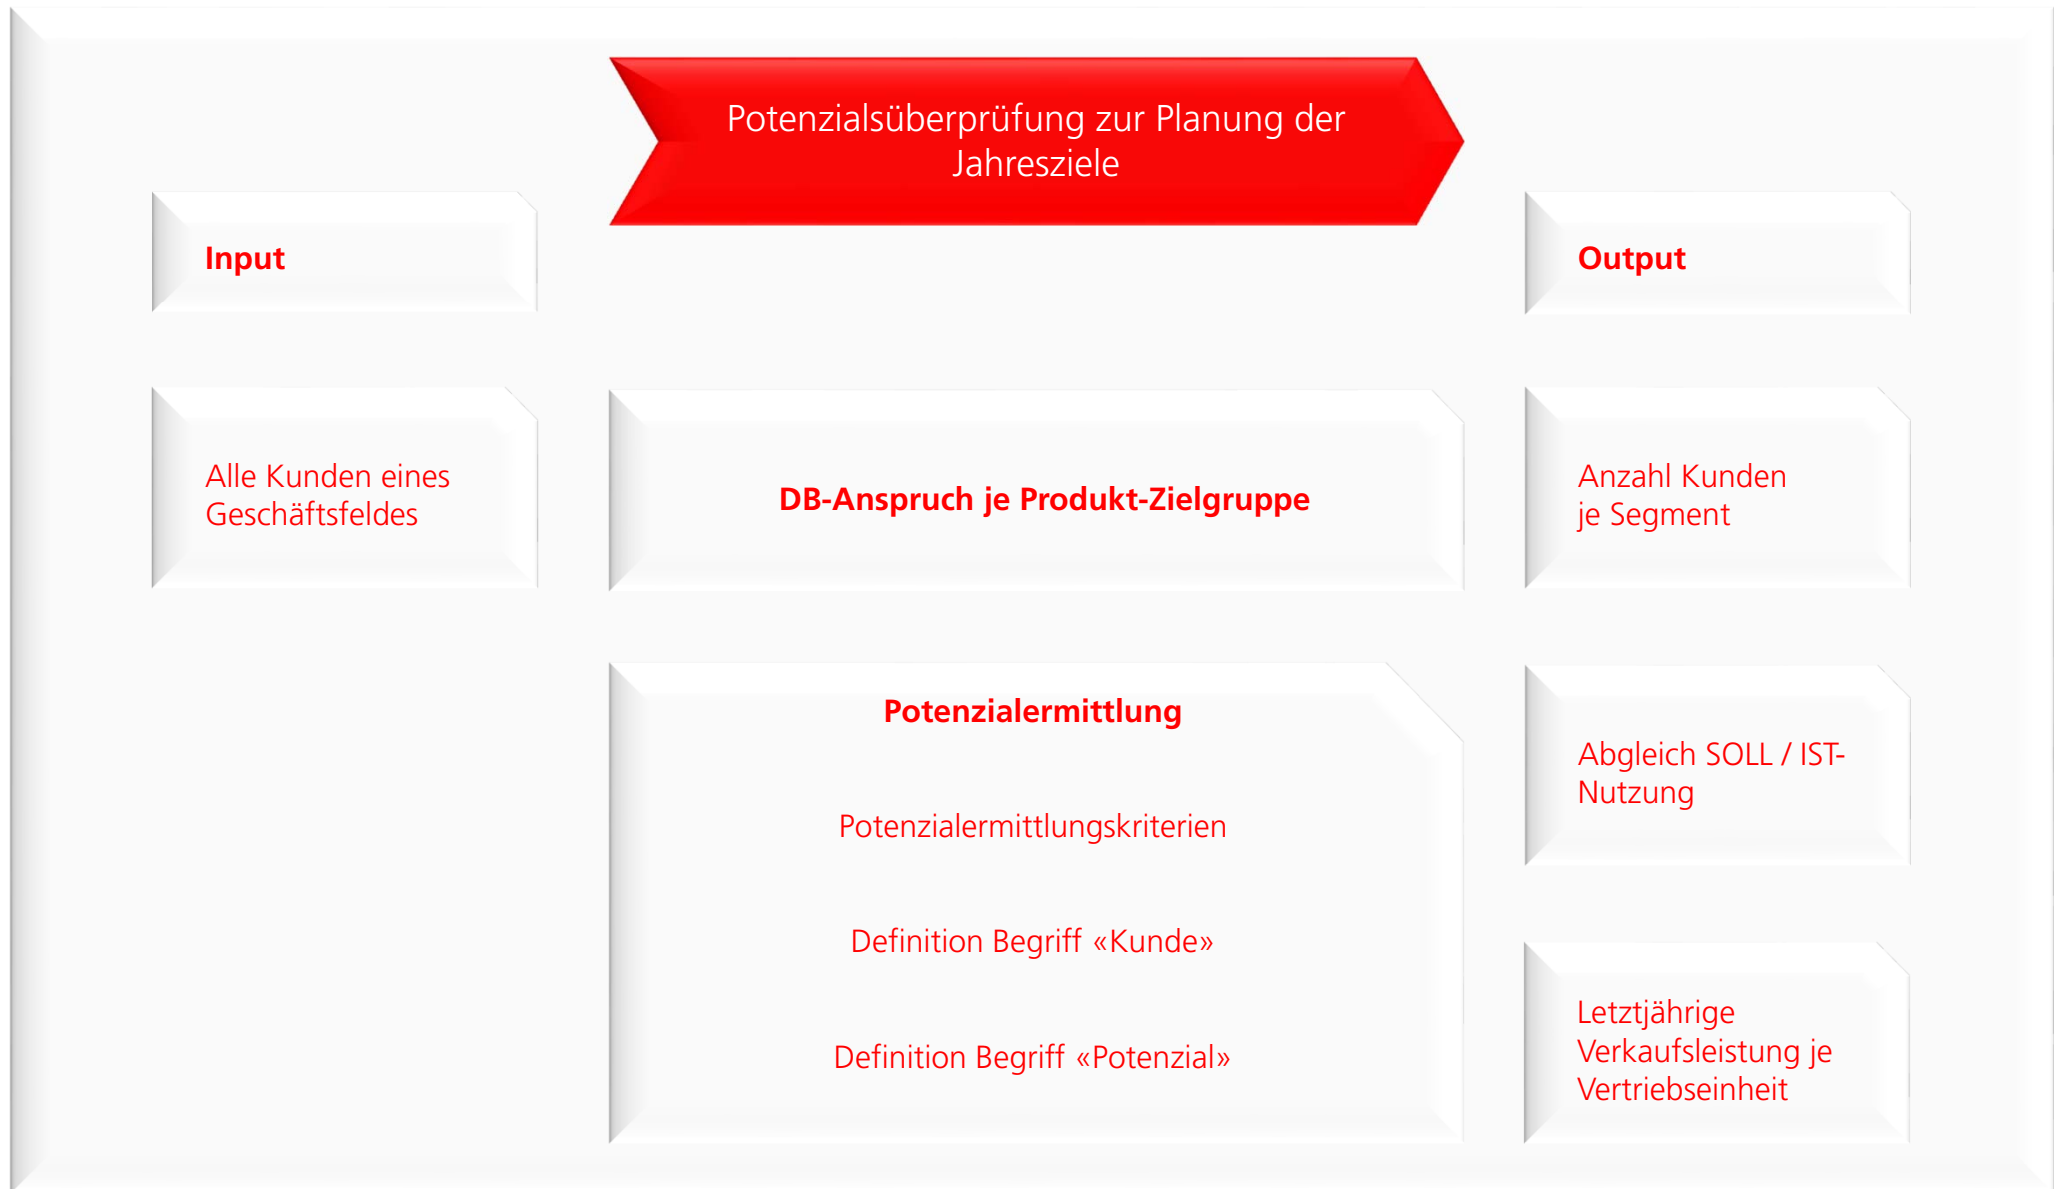 Potenzialsüberprüfung zur Planung der
Jahresziele
Input
Output
Alle Kunden eines
Geschäftsfeldes
DB-Anspruch je Produkt-Zielgruppe
Anzahl Kunden
je Segment
Potenzialermittlung
Potenzialermittlungskriterien
Definition Begriff «Kunde»
Definition Begriff «Potenzial»
Abgleich SOLL / IST-
Nutzung
Letztjährige
Verkaufsleistung je
Vertriebseinheit